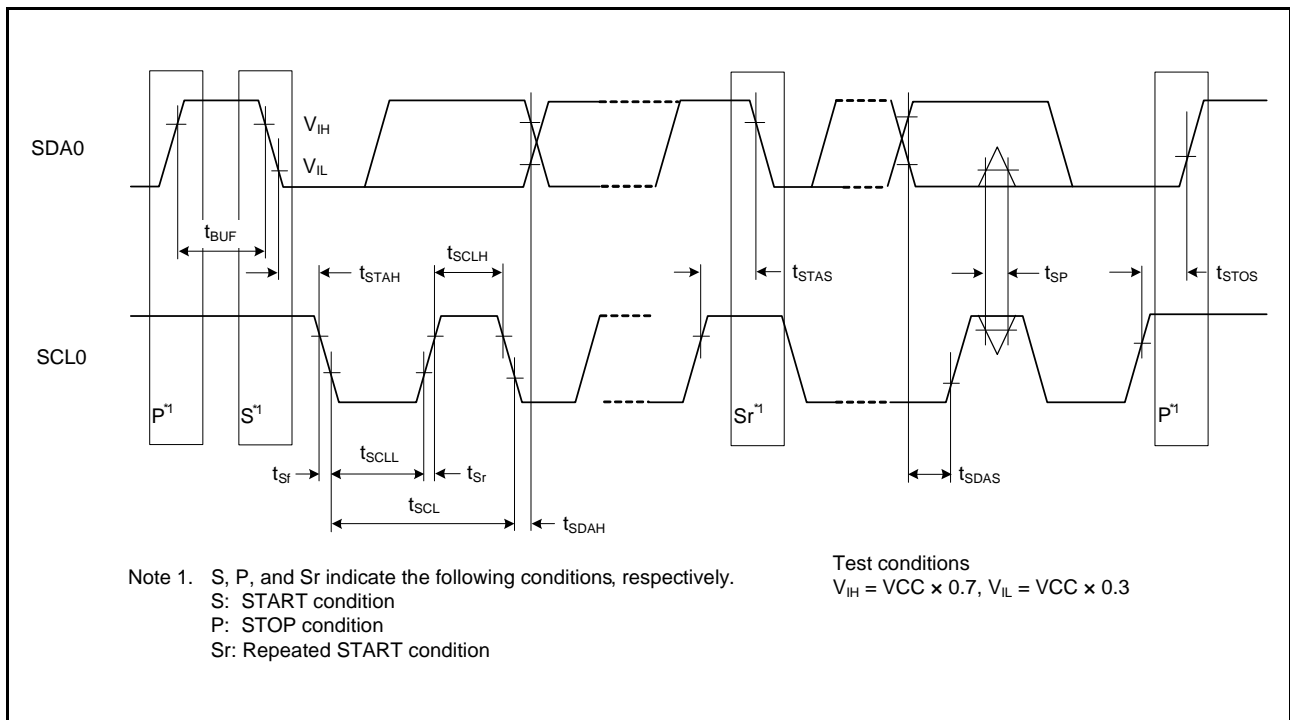 SDA0
V_IH
V_IL
t_BUF
t_STAH
t_SCLH
t_STAS
t_SP
t_STOS
SCL0
P*1
S*1
Sr*1
P*1
t_Sf
t_SCLL
t_Sr
t_SDAS
t_SCL
t_SDAH
Note 1. S, P, and Sr indicate the following conditions, respectively.
S: START condition
P: STOP condition
Sr: Repeated START condition
Test conditions
V_IH = VCC × 0.7, V_IL = VCC × 0.3